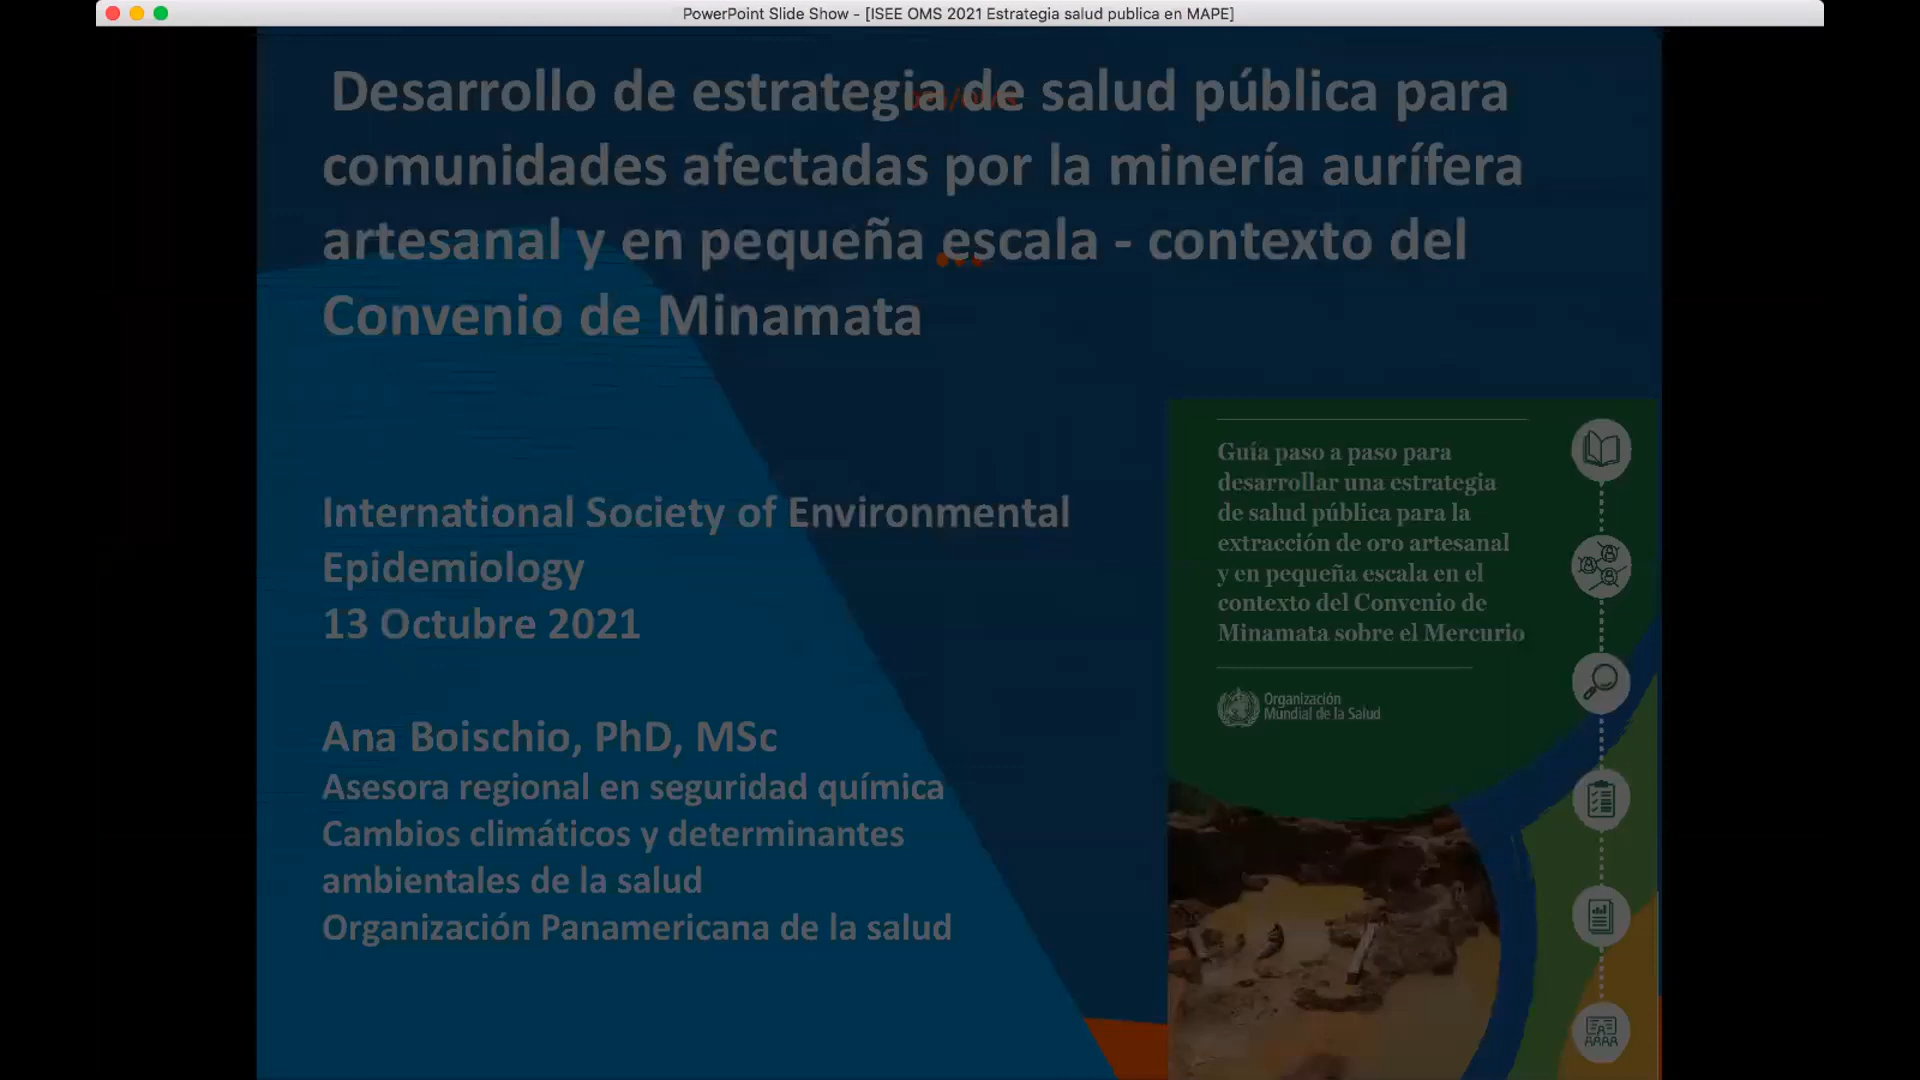 PowerPoint Slide Show - [ISEE OMS 2021 Estrategia salud publica en MAPE]
Desarrollo de estrategia de salud pública para
comunidades afectadas por la minería aurífera
artesanal y en pequeña escala - contexto del
Convenio de Minamata
International Society of Environmental
Epidemiology
13 Octubre 2021
Ana Boischio, PhD, MSc
Asesora regional en seguridad química
Cambios climáticos y determinantes
ambientales de la salud
Organización Panamericana de la salud
Guía paso a paso para
desarrollar una estrategia
de salud pública para la
extracción de oro artesanal
y en pequeña escala en el
contexto del Convenio de
Minamata sobre el Mercurio
Organización
Mundial de la Salud